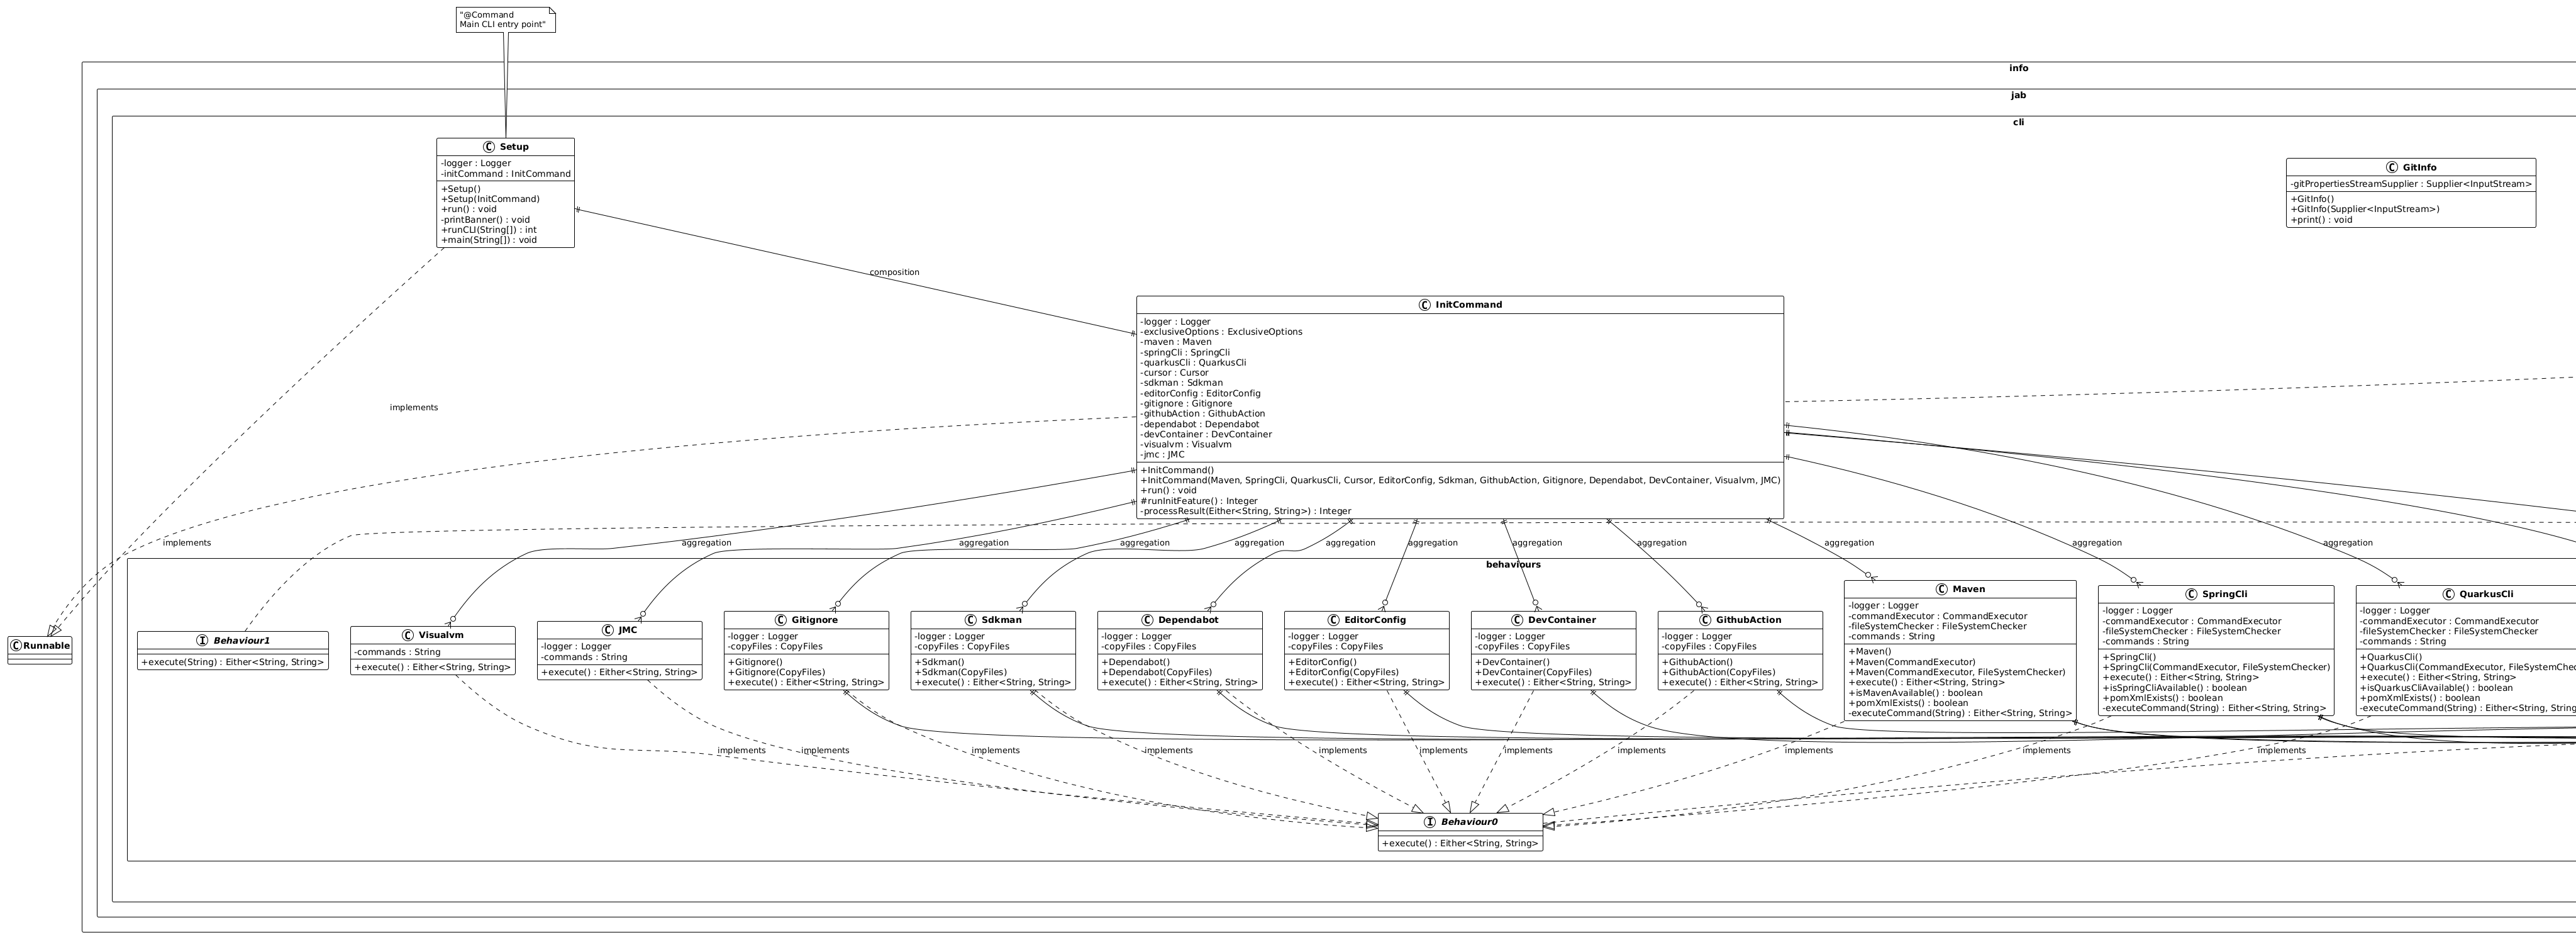 "@Command
Main CLI entry point"
info
jab
cli
Setup
-logger : Logger
-initCommand : InitCommand
+Setup()
+Setup(InitCommand)
+run() : void
-printBanner() : void
+runCLI(String[]) : int
+main(String[]) : void
GitInfo
-gitPropertiesStreamSupplier : Supplier<InputStream>
+GitInfo()
+GitInfo(Supplier<InputStream>)
+print() : void
composition
InitCommand
-logger : Logger
-exclusiveOptions : ExclusiveOptions
-maven : Maven
-springCli : SpringCli
-quarkusCli : QuarkusCli
-cursor : Cursor
-sdkman : Sdkman
-editorConfig : EditorConfig
-gitignore : Gitignore
-githubAction : GithubAction
-dependabot : Dependabot
-devContainer : DevContainer
-visualvm : Visualvm
-jmc : JMC
+InitCommand()
+InitCommand(Maven, SpringCli, QuarkusCli, Cursor, EditorConfig, Sdkman, GithubAction, Gitignore, Dependabot, DevContainer, Visualvm, JMC)
+run() : void
#runInitFeature() : Integer
-processResult(Either<String, String>) : Integer
implements
implements
aggregation
aggregation
aggregation
aggregation
aggregation
aggregation
aggregation
aggregation
aggregation
aggregation
aggregation
behaviours
Runnable
Behaviour1
+execute(String) : Either<String, String>
Visualvm
-commands : String
+execute() : Either<String, String>
JMC
-logger : Logger
-commands : String
+execute() : Either<String, String>
Gitignore
-logger : Logger
-copyFiles : CopyFiles
+Gitignore()
+Gitignore(CopyFiles)
+execute() : Either<String, String>
Sdkman
-logger : Logger
-copyFiles : CopyFiles
+Sdkman()
+Sdkman(CopyFiles)
+execute() : Either<String, String>
Dependabot
-logger : Logger
-copyFiles : CopyFiles
+Dependabot()
+Dependabot(CopyFiles)
+execute() : Either<String, String>
EditorConfig
-logger : Logger
-copyFiles : CopyFiles
+EditorConfig()
+EditorConfig(CopyFiles)
+execute() : Either<String, String>
DevContainer
-logger : Logger
-copyFiles : CopyFiles
+DevContainer()
+DevContainer(CopyFiles)
+execute() : Either<String, String>
GithubAction
-logger : Logger
-copyFiles : CopyFiles
+GithubAction()
+GithubAction(CopyFiles)
+execute() : Either<String, String>
Maven
-logger : Logger
-commandExecutor : CommandExecutor
-fileSystemChecker : FileSystemChecker
-commands : String
+Maven()
+Maven(CommandExecutor)
+Maven(CommandExecutor, FileSystemChecker)
+execute() : Either<String, String>
+isMavenAvailable() : boolean
+pomXmlExists() : boolean
-executeCommand(String) : Either<String, String>
SpringCli
-logger : Logger
-commandExecutor : CommandExecutor
-fileSystemChecker : FileSystemChecker
-commands : String
+SpringCli()
+SpringCli(CommandExecutor, FileSystemChecker)
+execute() : Either<String, String>
+isSpringCliAvailable() : boolean
+pomXmlExists() : boolean
-executeCommand(String) : Either<String, String>
QuarkusCli
-logger : Logger
-commandExecutor : CommandExecutor
-fileSystemChecker : FileSystemChecker
-commands : String
+QuarkusCli()
+QuarkusCli(CommandExecutor, FileSystemChec
+execute() : Either<String, String>
+isQuarkusCliAvailable() : boolean
+pomXmlExists() : boolean
-executeCommand(String) : Either<String, String
implements
implements
implements
implements
implements
implements
implements
implements
implements
implements
implements
Behaviour0
+execute() : Either<String, String>